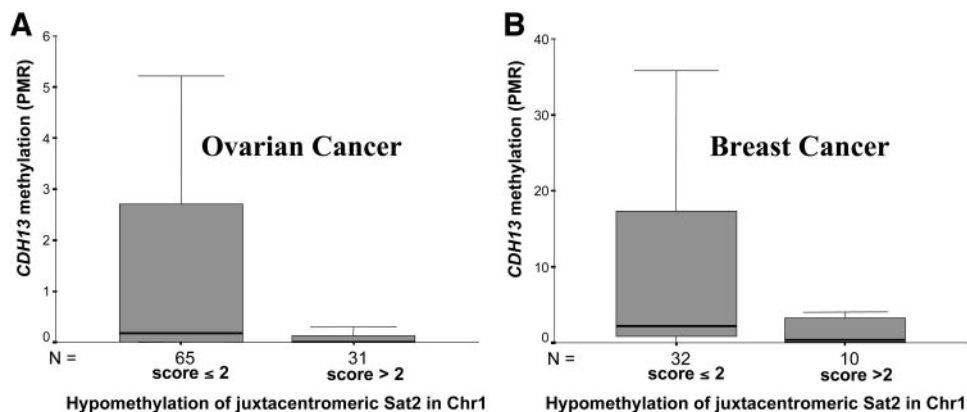 A
B
CDH13 methylation (PMR)
6
5
4
3
2
1
0
Ovarian Cancer
N = 65 31
score ≤ 2 score > 2
Hypomethylation of juxtacentromeric Sat2 in Chr1
CDH13 methylation (PMR)
40
30
20
10
0
Breast Cancer
N = 32 10
score ≤ 2 score >2
Hypomethylation of juxtacentromeric Sat2 in Chr1